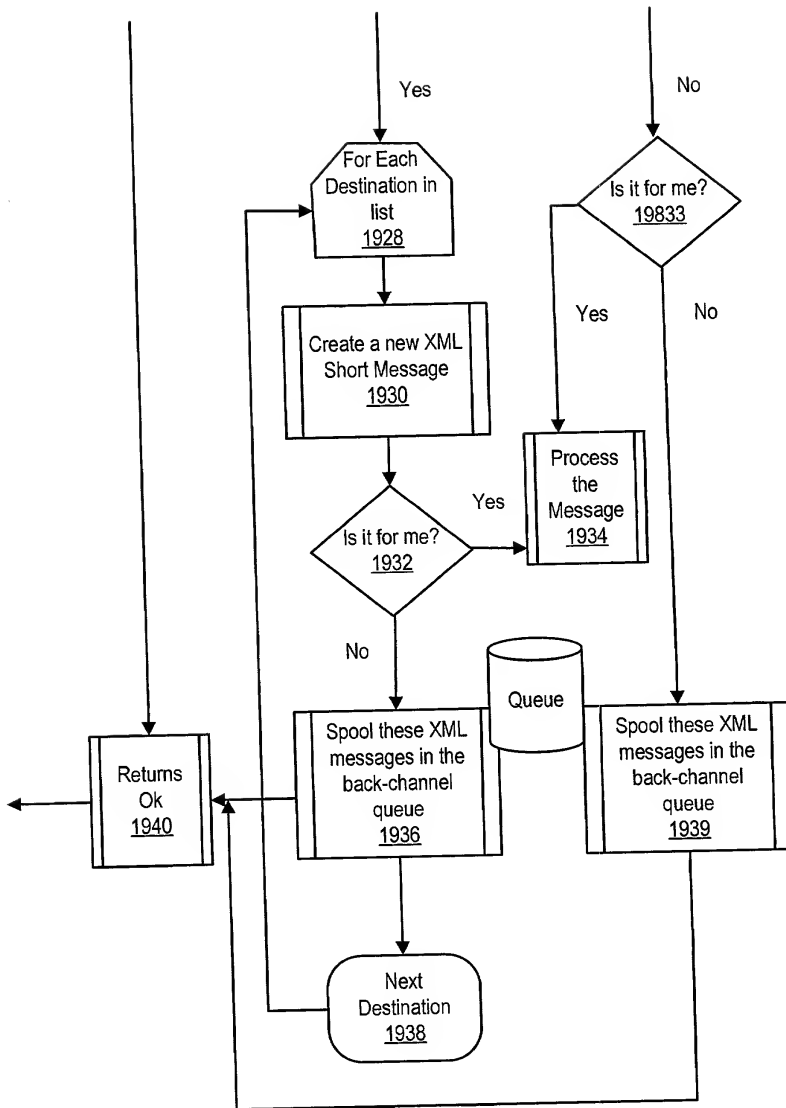 Yes
No
For Each
Destination in
list
1928
Is it for me?
19833
Create a new XML
Short Message
1930
Yes
No
Process
the
Message
1934
Is it for me?
1932
Yes
No
Queue
Spool these XML
messages in the
back-channel
queue
1936
Spool these XML
messages in the
back-channel
queue
1939
Returns
Ok
1940
Next
Destination
1938